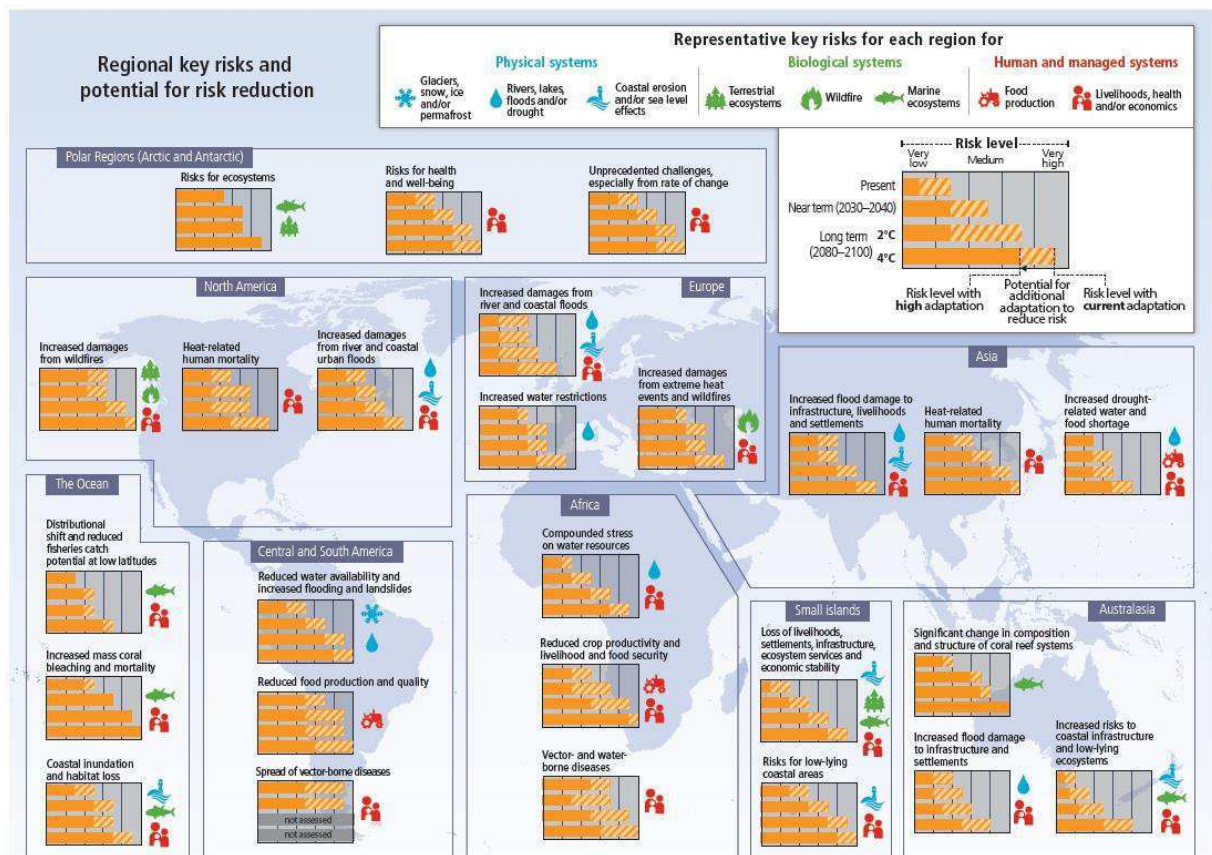 Regional key risks and
potential for risk reduction
Representative key risks for each region for
Physical systems
Biological systems
Human and managed systems
Glaciers,
snow, ice
and/or
permafrost
Rivers, lakes,
floods and/or
drought
Coastal erosion
and/or sea level
effects
Terrestrial
ecosystems
Wildfire
Marine
ecosystems
Food
production
Livelihoods, health
and/or economics
Risk level
Very
low
Medium
Very
high
Present
Near term (2030–2040)
Long term
(2080–2100)
2°C
4°C
Risk level with
high adaptation
Potential for
additional
adaptation to
reduce risk
Risk level with
current adaptation
Polar Regions (Arctic and Antarctic)
Risks for ecosystems
Risks for health
and well-being
Unprecedented challenges,
especially from rate of change
North America
Increased damages
from wildfires
Heat-related
human mortality
Increased damages
from river and coastal
urban floods
Europe
Increased damages from
river and coastal floods
Increased water restrictions
Increased damages
from extreme heat
events and wildfires
Asia
Increased flood damage to
infrastructure, livelihoods
and settlements
Heat-related
human mortality
Increased drought-
related water and
food shortage
The Ocean
Distributional
shift and reduced
fisheries catch
potential at low latitudes
Increased mass coral
bleaching and mortality
Coastal inundation
and habitat loss
Central and South America
Reduced water availability and
increased flooding and landslides
Reduced food production and quality
Spread of vector-borne diseases
not assessed
not assessed
Africa
Compounded stress
on water resources
Reduced crop productivity and
livelihood and food security
Vector- and water-
borne diseases
Small islands
Loss of livelihoods,
settlements, infrastructure,
ecosystem services and
economic stability
Risks for low-lying
coastal areas
Australasia
Significant change in composition
and structure of coral reef systems
Increased flood damage
to infrastructure and
settlements
Increased risks to
coastal infrastructure
and low-lying
ecosystems